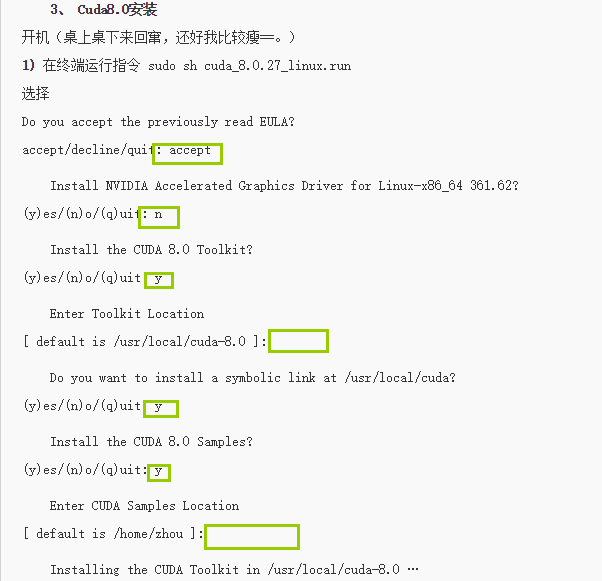 3、 Cuda8.0安装
开机（桌上桌下来回窜，还好我比较瘦==。）
1）在终端运行指令 sudo sh cuda_8.0.27_linux.run
选择
Do you accept the previously read EULA?
accept/decline/quit: accept
Install NVIDIA Accelerated Graphics Driver for Linux-x86_64 361.62?
(y)es/(n)o/(q)uit: n
Install the CUDA 8.0 Toolkit?
(y)es/(n)o/(q)uit: y
Enter Toolkit Location
[ default is /usr/local/cuda-8.0 ]:
Do you want to install a symbolic link at /usr/local/cuda?
(y)es/(n)o/(q)uit: y
Install the CUDA 8.0 Samples?
(y)es/(n)o/(q)uit: y
Enter CUDA Samples Location
[ default is /home/zhou ]:
Installing the CUDA Toolkit in /usr/local/cuda-8.0 …